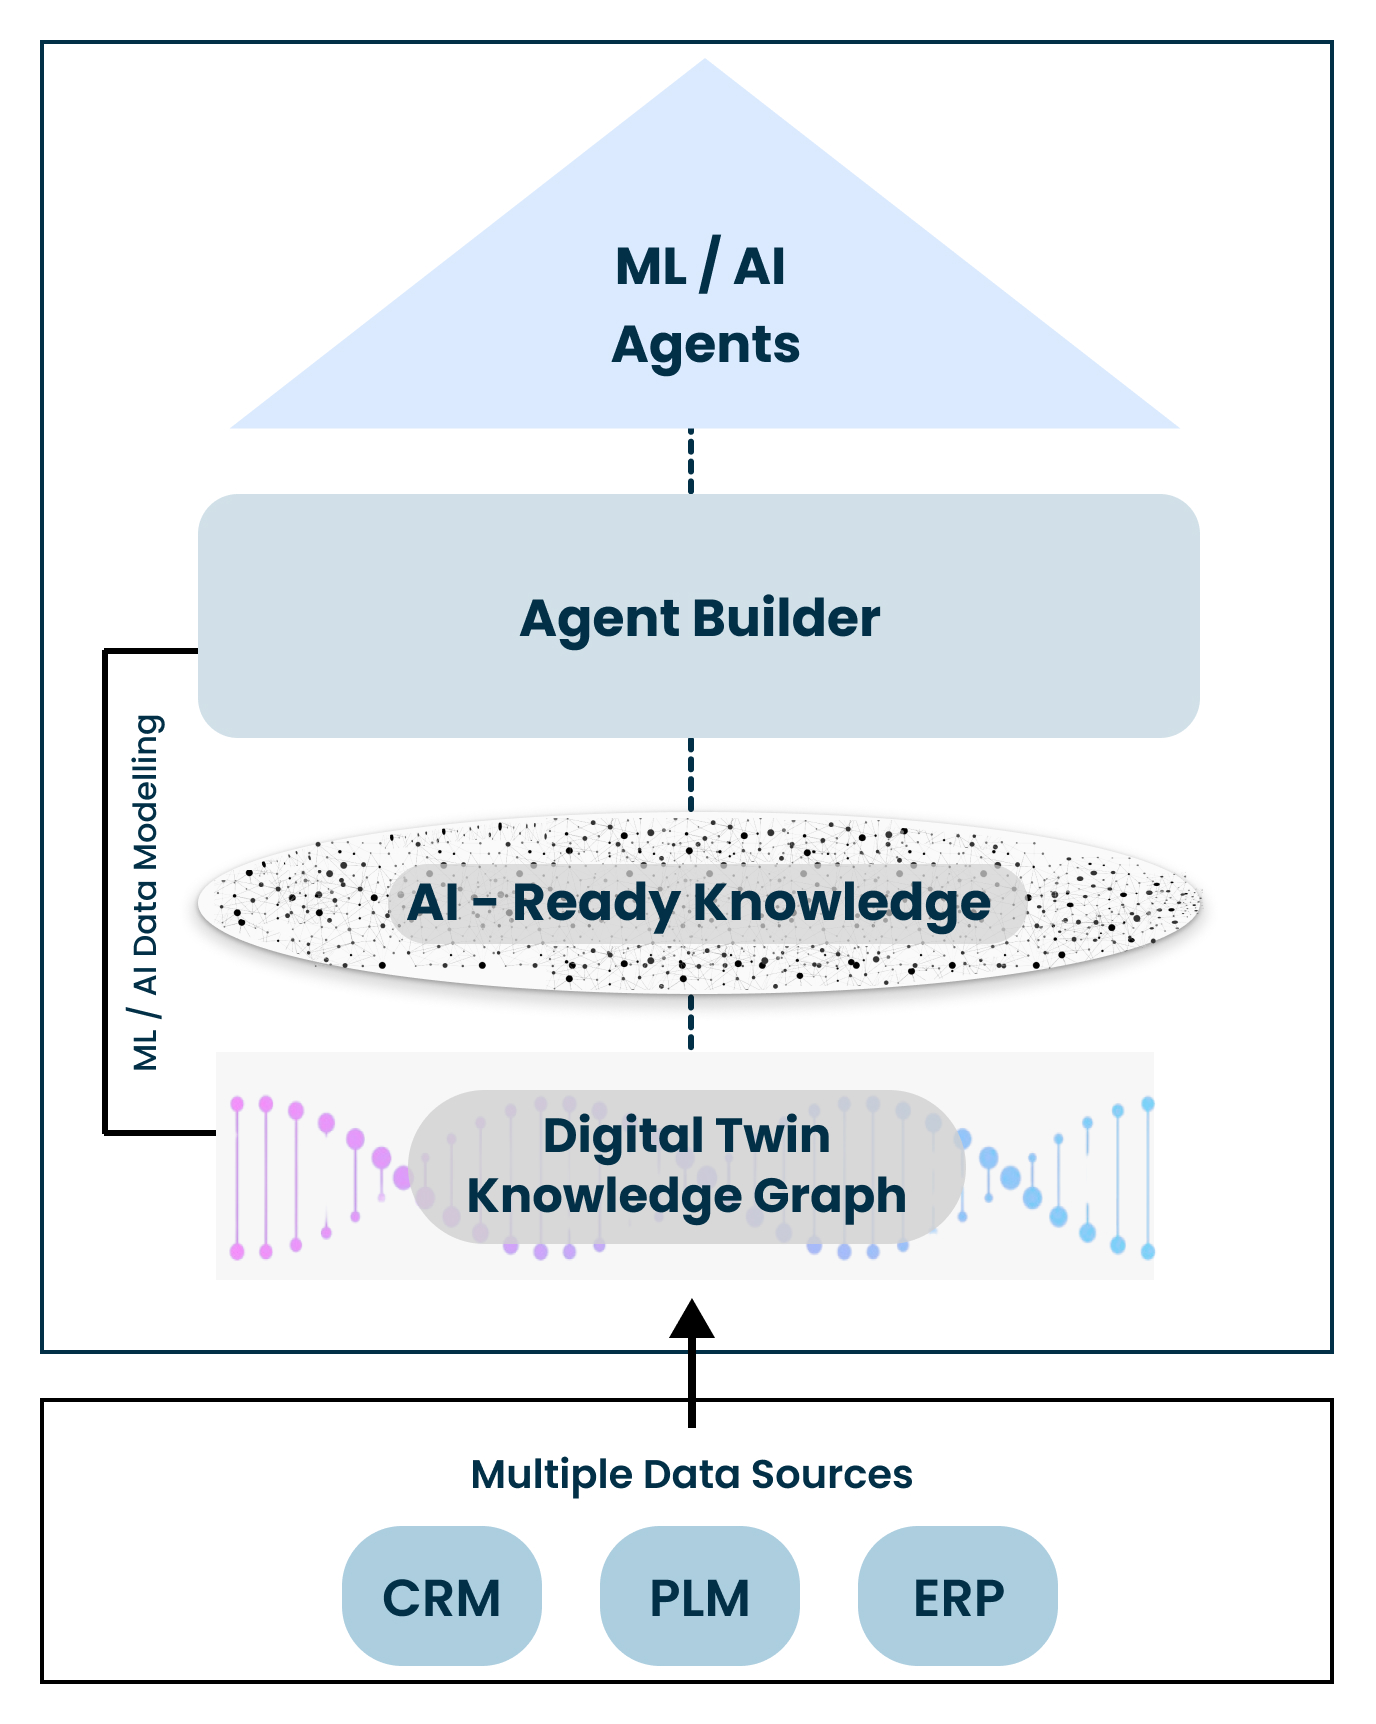 ML / AI
Agents
Agent Builder
ML / AI Data Modelling
AI - Ready Knowledge
Digital Twin
Knowledge Graph
Multiple Data Sources
CRM
PLM
ERP